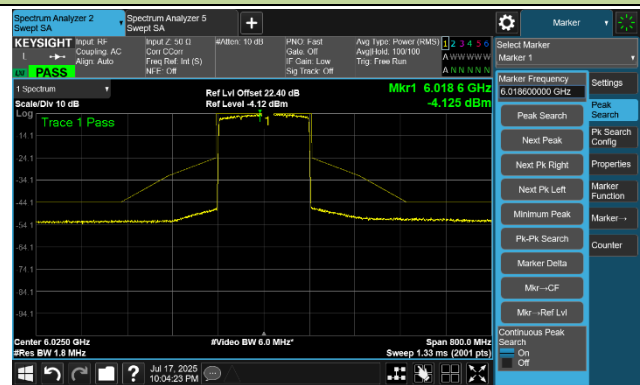 Spectrum Analyzer 2
Swept SA
Spectrum Analyzer 5
Swept SA
+
Marker
KEYSIGHT
L
LW PASS
Input: RF
Coupling: AC
Align: Auto
Input Z: 50 Ω
Corr CCorr
Freq Ref: Int (S)
NFE: Off
#Atten: 10 dB
PNO: Fast
Gate: Off
IF Gain: Low
Sig Track: Off
Avg Type: Power (RMS)
Avg|Hold: 100/100
Trig: Free Run
1 2 3 4 5 6
A W W W W W
A N N N N N
Select Marker
Marker 1
1 Spectrum
Scale/Div 10 dB
Ref Lvl Offset 22.40 dB
Ref Level -4.12 dBm
Mkr1 6.018 6 GHz
-4.125 dBm
Log
Trace 1 Pass
1
-14.1
-24.1
-34.1
-44.1
-54.1
-64.1
-74.1
-84.1
-94.1
Center 6.0250 GHz
#Res BW 1.8 MHz
#Video BW 6.0 MHz*
Span 800.0 MHz
Sweep 1.33 ms (2001 pts)
Marker Frequency
6.018600000 GHz
Peak Search
Next Peak
Next Pk Right
Next Pk Left
Minimum Peak
Pk-Pk Search
Marker Delta
Mkr→CF
Mkr→Ref Lvl
Continuous Peak
Search
On
Off
Settings
Peak
Search
Pk Search
Config
Properties
Marker
Function
Marker→
Counter
?
Jul 17, 2025
10:04:23 PM